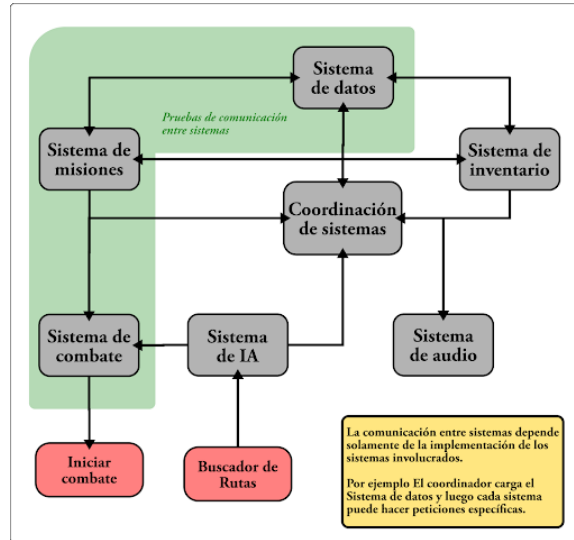 Sistema
de datos
Pruebas de comunicación
entre sistemas
Sistema de
misiones
Sistema de
inventario
Coordinación
de sistemas
Sistema de
combate
Sistema
de IA
Sistema
de audio
Iniciar
combate
Buscador de
Rutas
La comunicación entre sistemas depende
solamente de la implementación de los
sistemas involucrados.
Por ejemplo El coordinador carga el
Sistema de datos y luego cada sistema
puede hacer peticiones específicas.